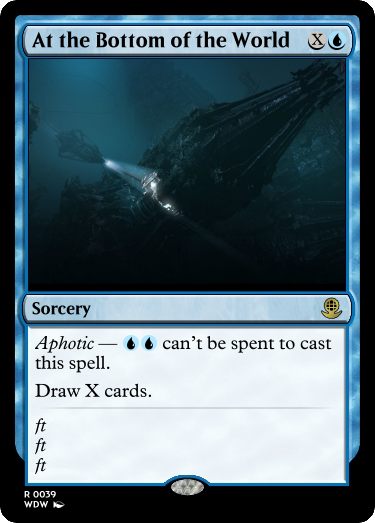 At the Bottom of the World X
Sorcery
Aphotic — can't be spent to cast
this spell.
Draw X cards.
ft
ft
ft
R 0039
WDW